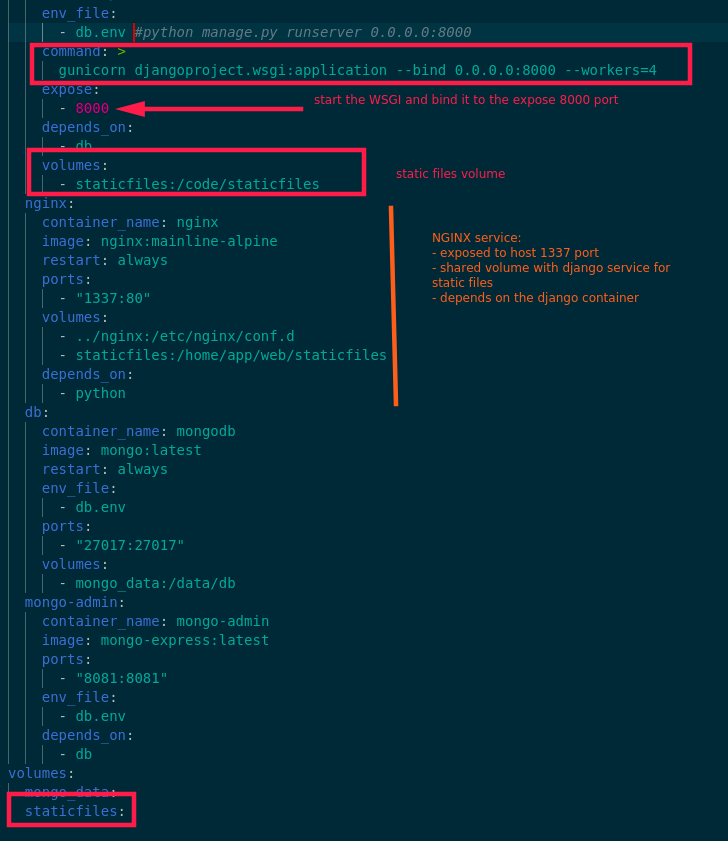 env_file:
- db.env #python manage.py runserver 0.0.0.0:8000
command: >
gunicorn djangoproject.wsgi:application --bind 0.0.0.0:8000 --workers=4
expose:
- 8000
start the WSGI and bind it to the expose 8000 port
depends_on:
- db
volumes:
- staticfiles:/code/staticfiles
static files volume
nginx:
container_name: nginx
image: nginx:mainline-alpine
restart: always
ports:
- "1337:80"
volumes:
- ../nginx:/etc/nginx/conf.d
- staticfiles:/home/app/web/staticfiles
depends_on:
- python
NGINX service:
- exposed to host 1337 port
- shared volume with django service for
static files
- depends on the django container
db:
container_name: mongodb
image: mongo:latest
restart: always
env_file:
- db.env
ports:
- "27017:27017"
volumes:
- mongo_data:/data/db
mongo-admin:
container_name: mongo-admin
image: mongo-express:latest
ports:
- "8081:8081"
env_file:
- db.env
depends_on:
- db
volumes:
mongo_data:
staticfiles: